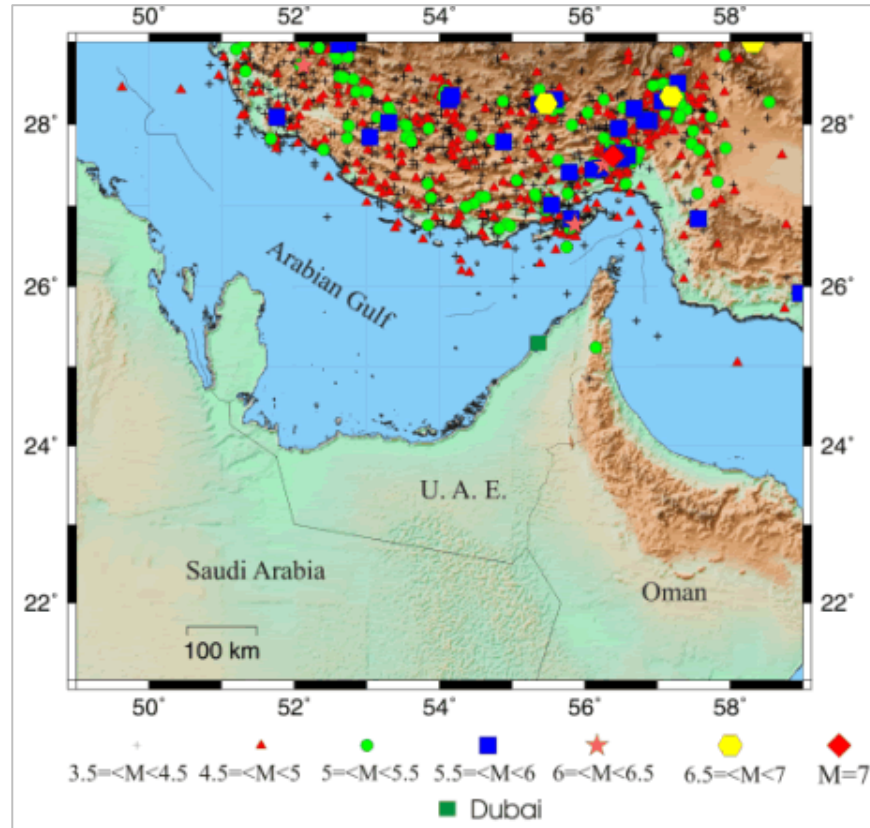 50° 52° 54° 56° 58°
28° 28°
26° 26°
24° 24°
22° 22°
Arabian Gulf
U. A. E.
Saudi Arabia
Oman
100 km
50° 52° 54° 56° 58°
3.5=<M<4.5 4.5=<M<5 5=<M<5.5 5.5=<M<6 6=<M<6.5 6.5=<M<7 M=7
Dubai